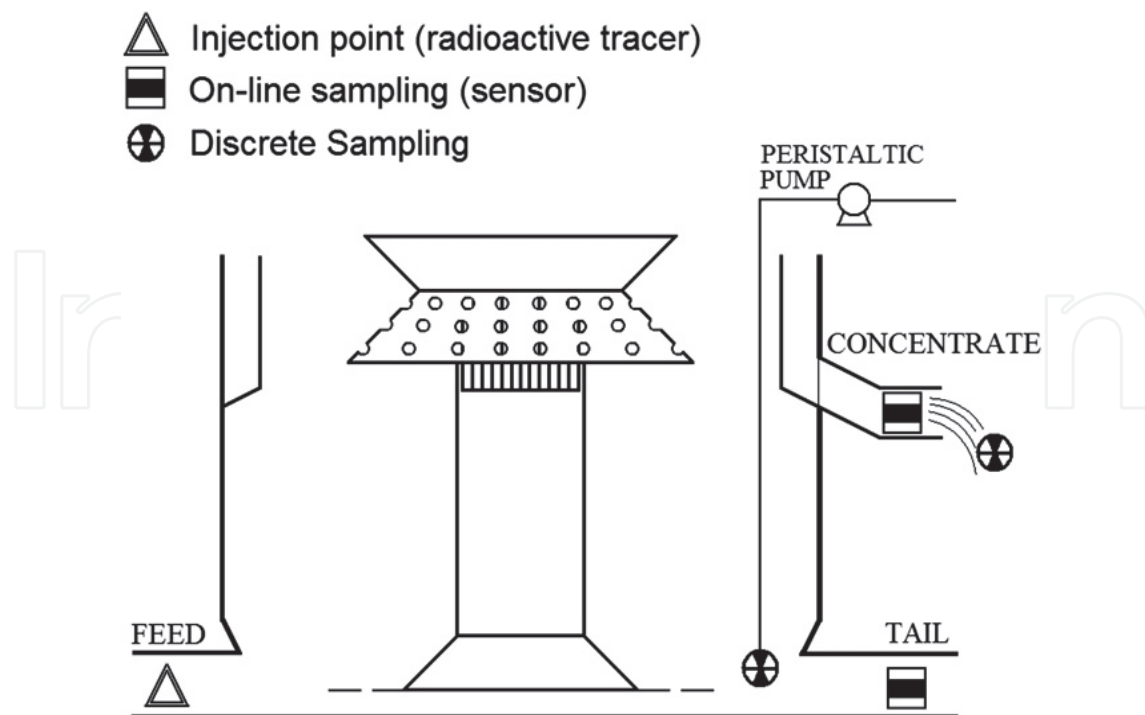 Injection point (radioactive tracer)
On-line sampling (sensor)
Discrete Sampling
PERISTALTIC
PUMP
CONCENTRATE
FEED
TAIL